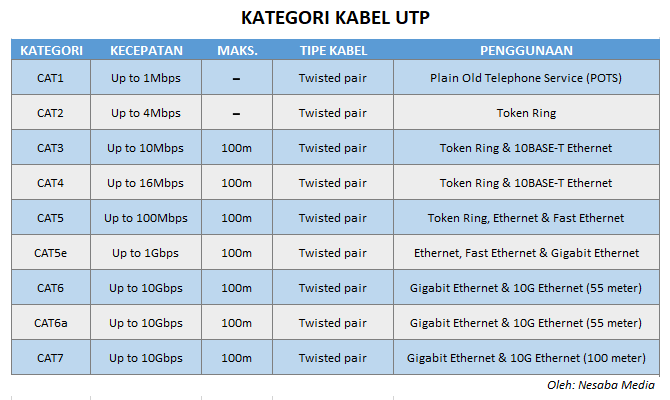 KATEGORI KABEL UTP
KATEGORI KECEPATAN MAKS. TIPE KABEL PENGGUNAAN
CAT1 Up to 1Mbps – Twisted pair Plain Old Telephone Service (POTS)
CAT2 Up to 4Mbps – Twisted pair Token Ring
CAT3 Up to 10Mbps 100m Twisted pair Token Ring & 10BASE-T Ethernet
CAT4 Up to 16Mbps 100m Twisted pair Token Ring & 10BASE-T Ethernet
CAT5 Up to 100Mbps 100m Twisted pair Token Ring, Ethernet & Fast Ethernet
CAT5e Up to 1Gbps 100m Twisted pair Ethernet, Fast Ethernet & Gigabit Ethernet
CAT6 Up to 10Gbps 100m Twisted pair Gigabit Ethernet & 10G Ethernet (55 meter)
CAT6a Up to 10Gbps 100m Twisted pair Gigabit Ethernet & 10G Ethernet (55 meter)
CAT7 Up to 10Gbps 100m Twisted pair Gigabit Ethernet & 10G Ethernet (100 meter)
Oleh: Nesaba Media